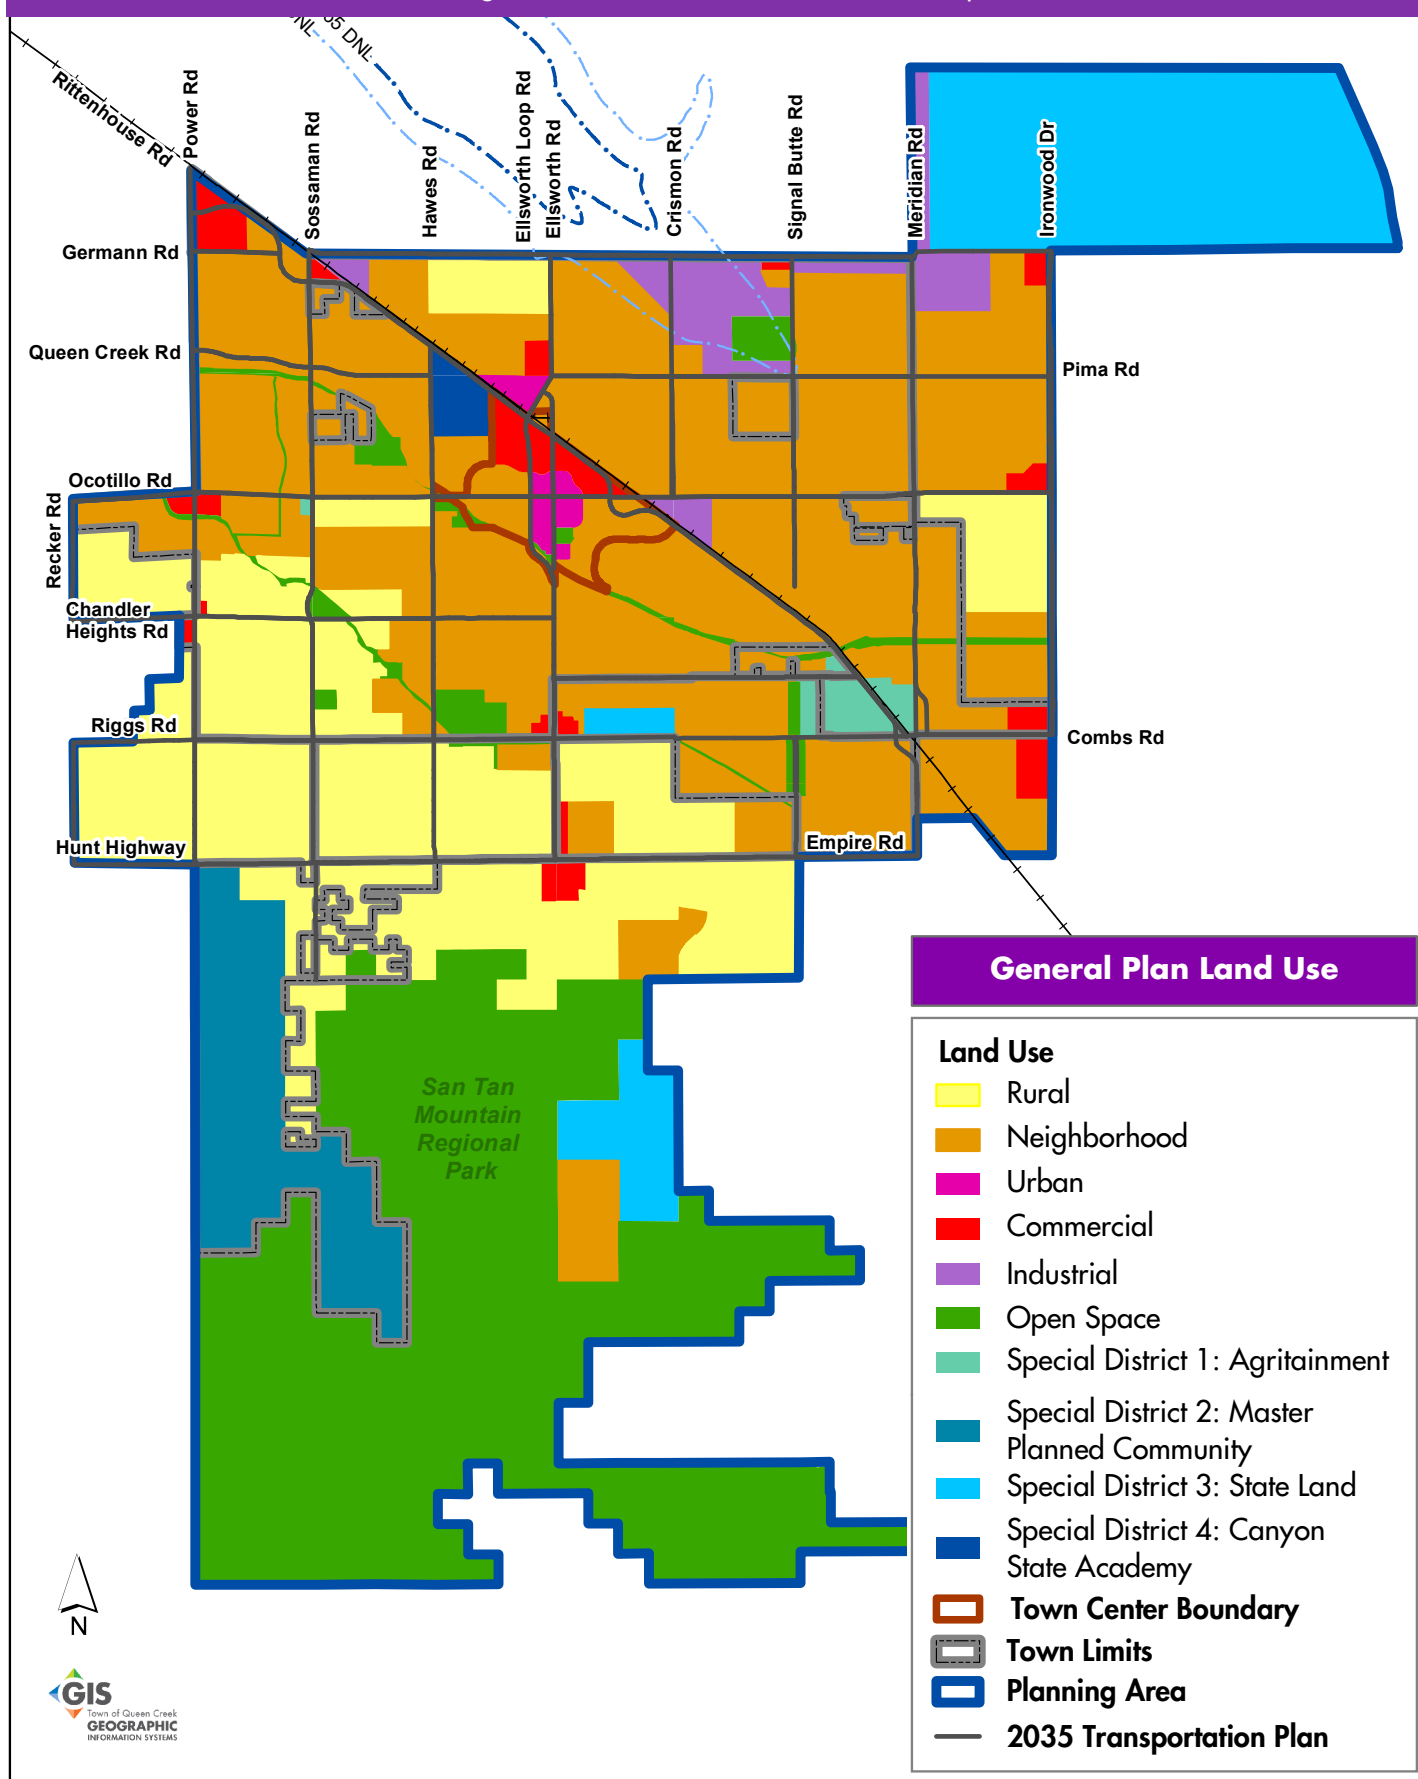 65 DNL
DNL
Rittenhouse Rd
Power Rd
Sossaman Rd
Hawes Rd
Ellsworth Loop Rd
Ellsworth Rd
Crismon Rd
Signal Butte Rd
Meridian Rd
Ironwood Dr
Germann Rd
Queen Creek Rd
Pima Rd
Ocotillo Rd
Recker Rd
Chandler
Heights Rd
Riggs Rd
Combs Rd
Hunt Highway
Empire Rd
San Tan
Mountain
Regional
Park
General Plan Land Use
Land Use
Rural
Neighborhood
Urban
Commercial
Industrial
Open Space
Special District 1: Agritainment
Special District 2: Master
Planned Community
Special District 3: State Land
Special District 4: Canyon
State Academy
Town Center Boundary
Town Limits
Planning Area
2035 Transportation Plan
N
GIS
Town of Queen Creek
GEOGRAPHIC
INFORMATION SYSTEMS